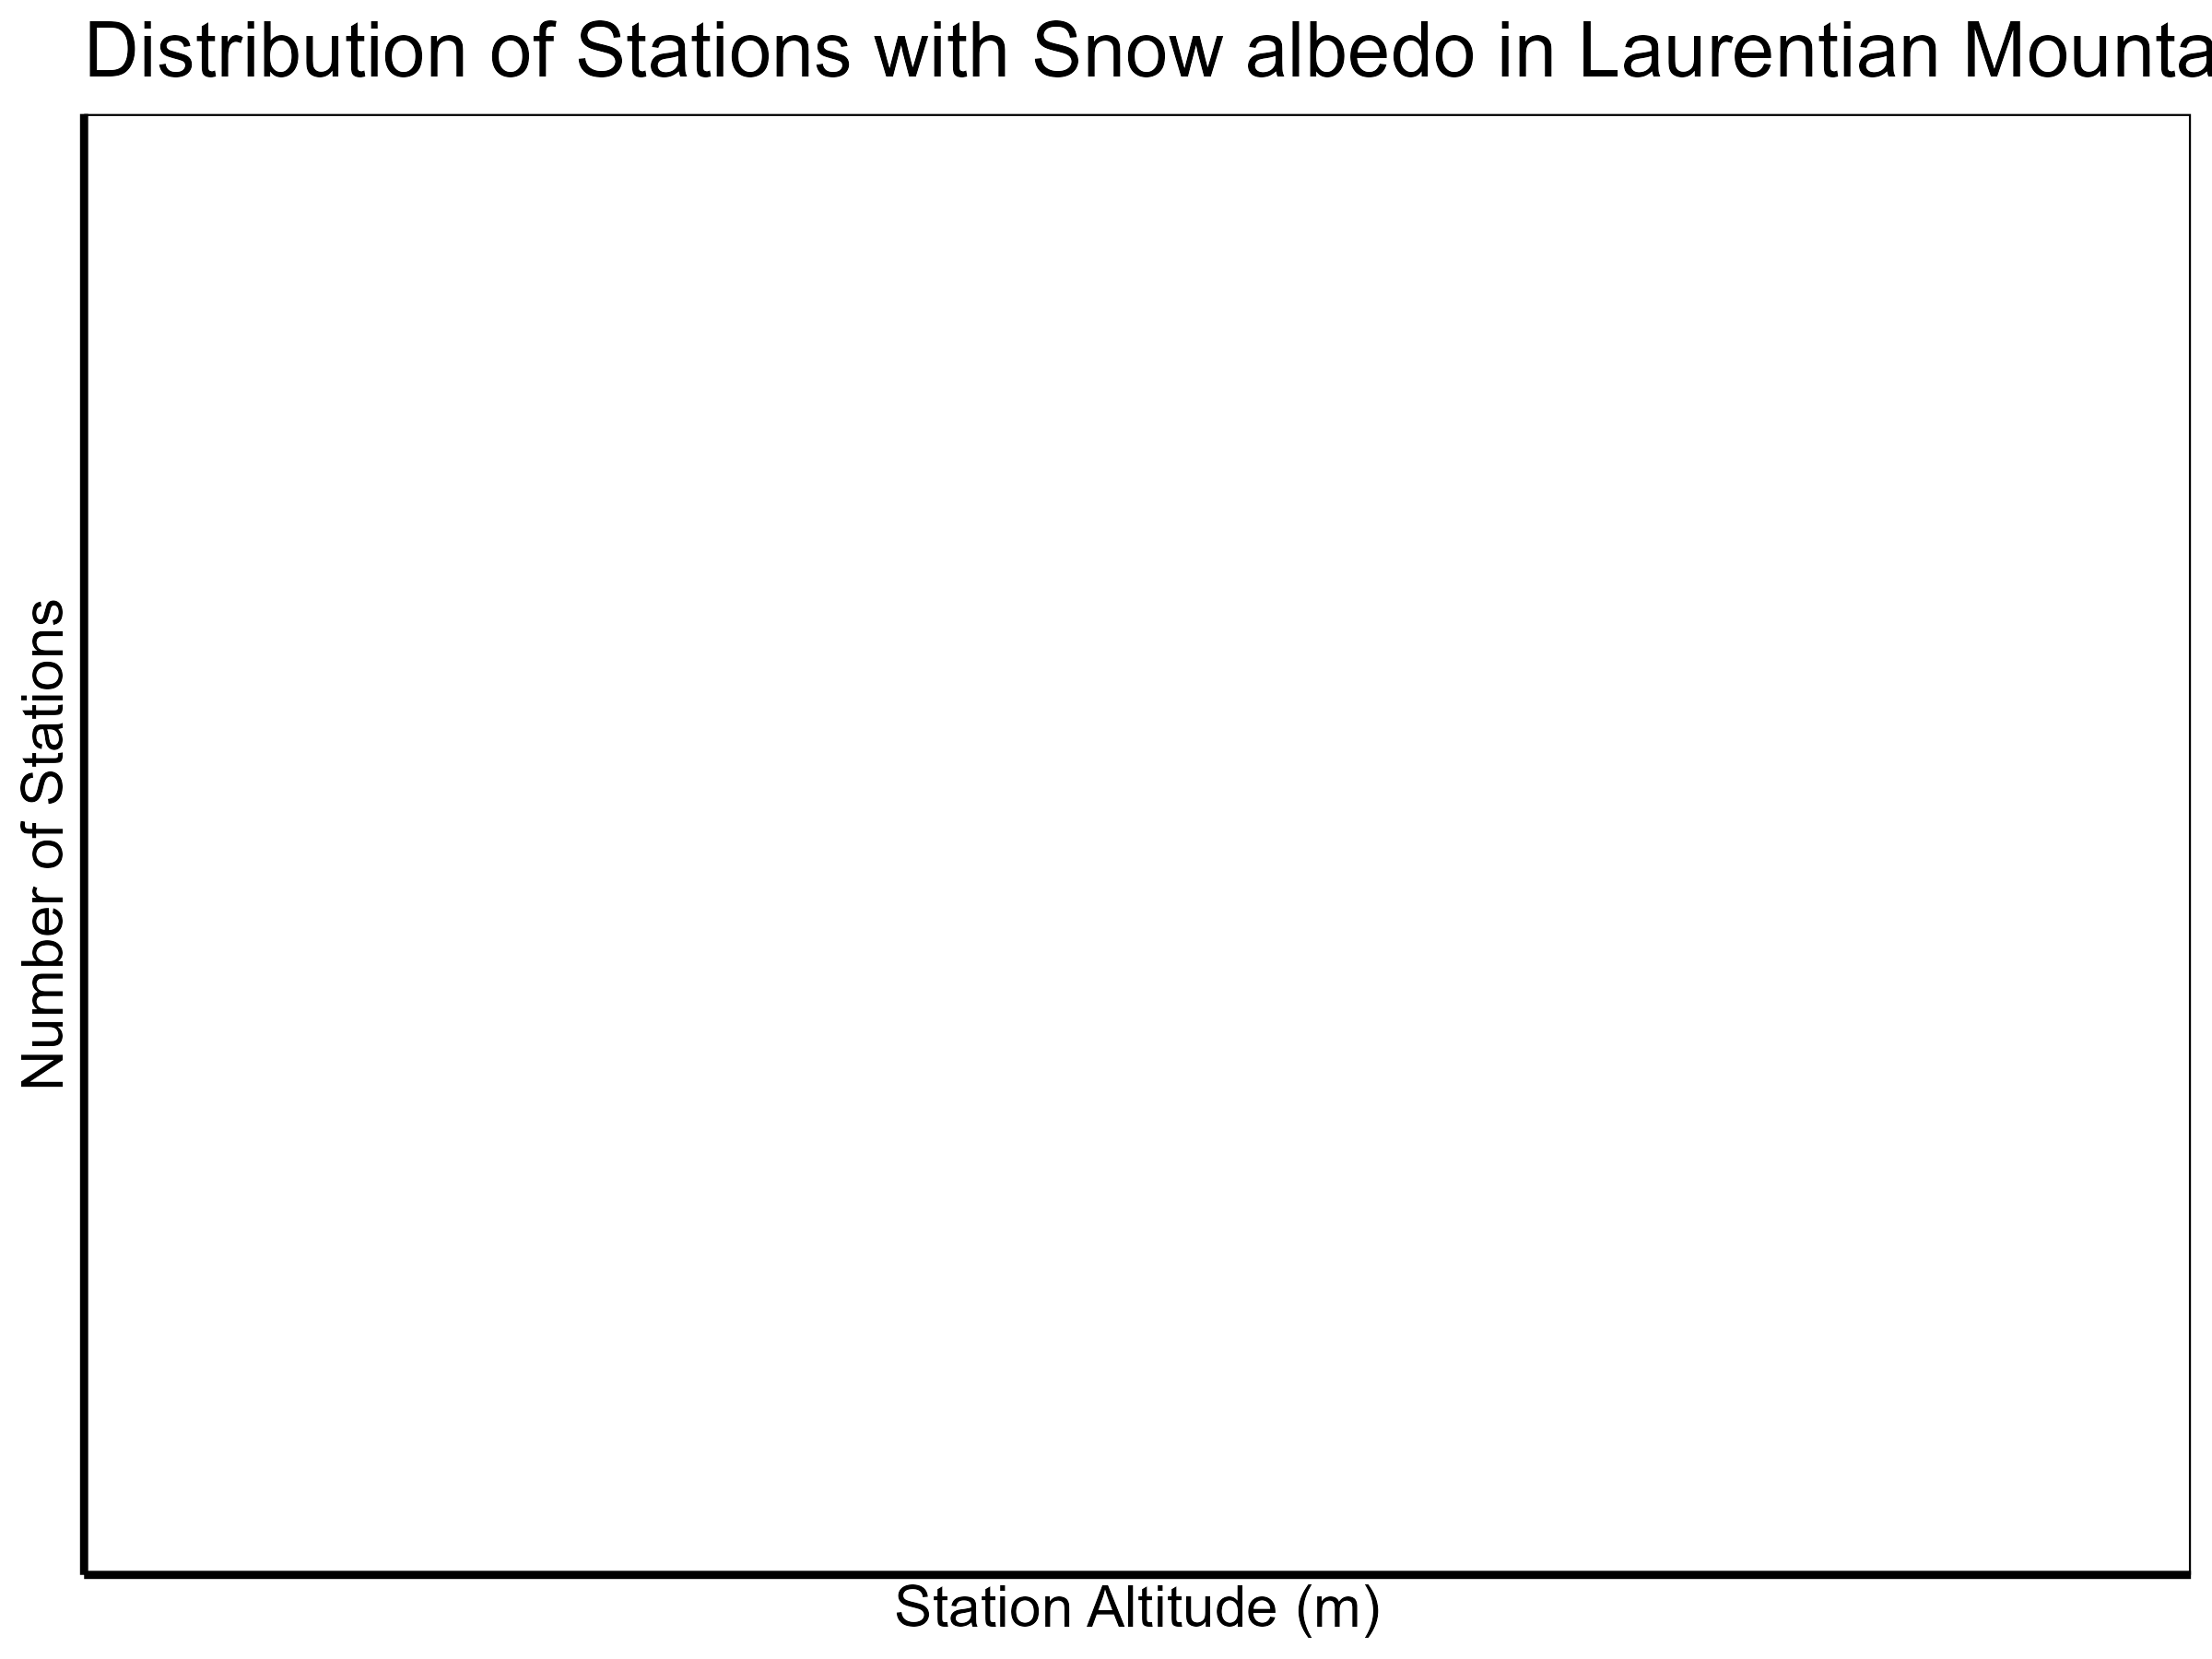 Distribution of Stations with Snow albedo in Laurentian Mounta
Number of Stations
Station Altitude (m)